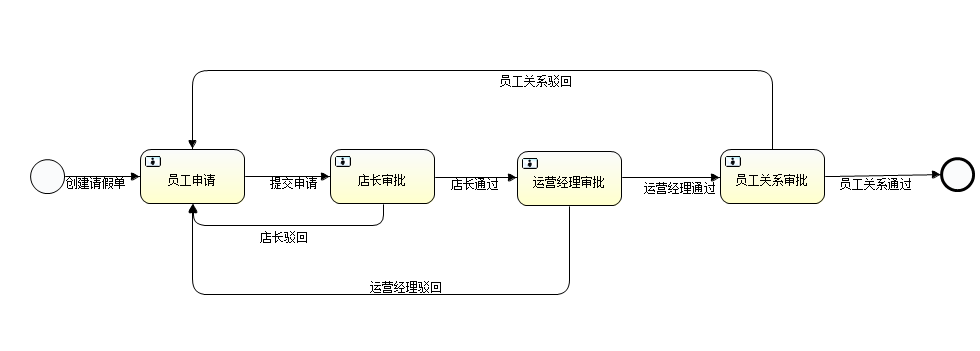 员工关系驳回
创建请假单
员工申请
提交申请
店长审批
店长通过
运营经理审批
运营经理通过
员工关系审批
员工关系通过
店长驳回
运营经理驳回